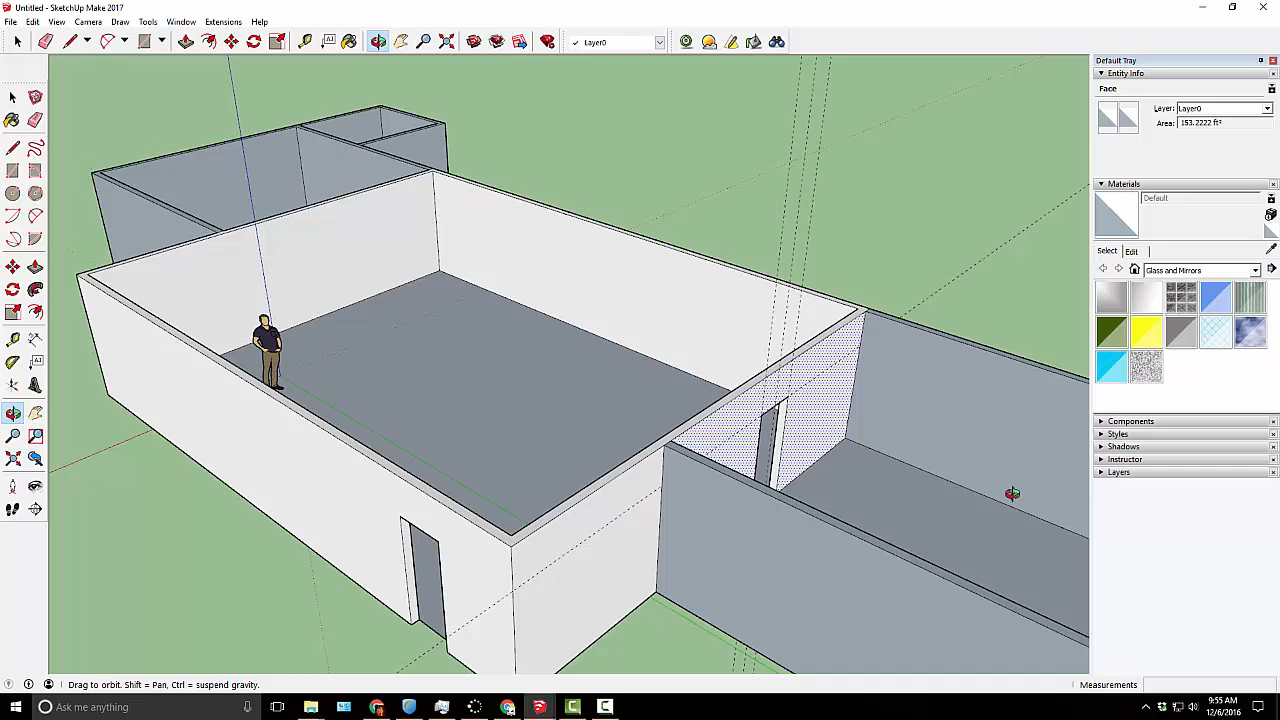 Untitled - SketchUp Make 2017
File Edit View Camera Draw Tools Window Extensions Help
Layer0
Default Tray
Entity Info
Face
Layer: Layer0
Area: 153.2222 ft²
Materials
Default
Select Edit
Glass and Mirrors
Components
Styles
Shadows
Instructor
Layers
Drag to orbit. Shift = Pan, Ctrl = suspend gravity.
Measurements
Ask me anything
9:55 AM
12/6/2016